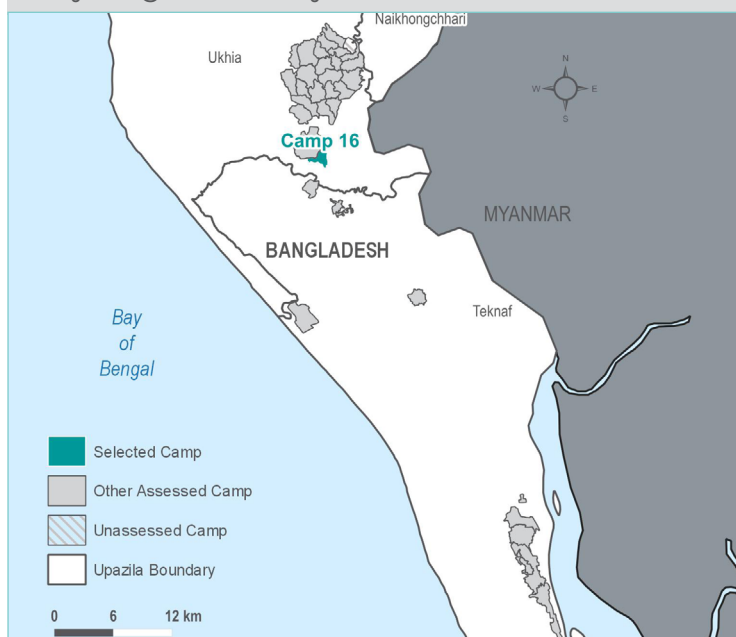 Naikhongchhari
Ukhia
N
W
E
S
Camp 16
MYANMAR
BANGLADESH
Teknaf
Bay
of
Bengal
Selected Camp
Other Assessed Camp
Unassessed Camp
Upazila Boundary
0 6 12 km